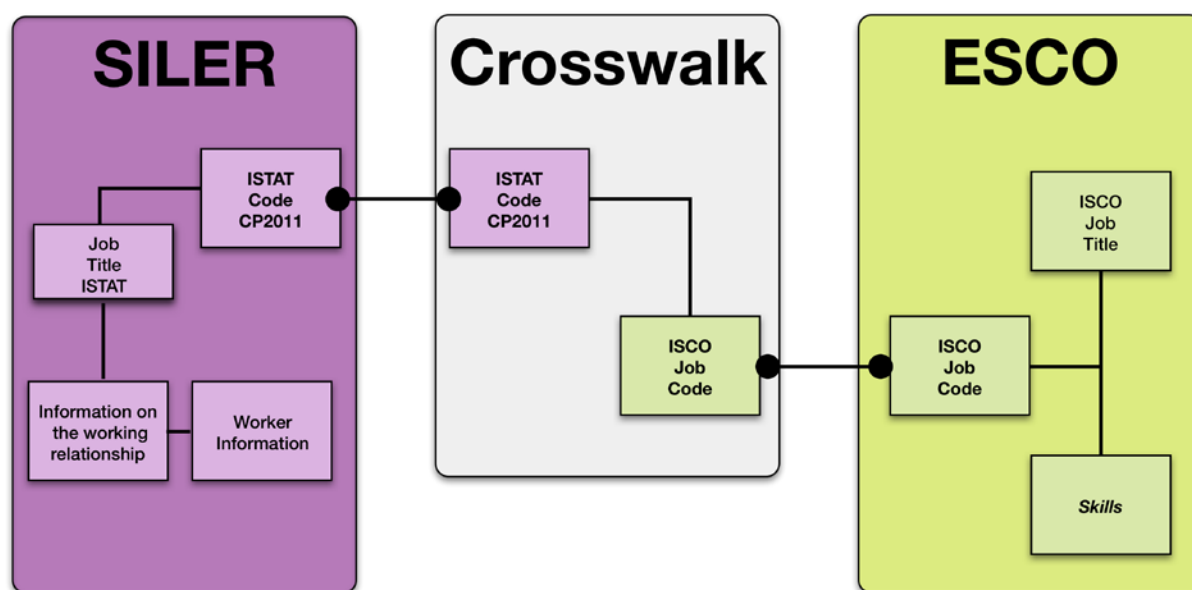 SILER
ISTAT
Code
CP2011
Job
Title
ISTAT
Information on
the working
relationship
Worker
Information
Crosswalk
ISTAT
Code
CP2011
ISCO
Job
Code
ESCO
ISCO
Job
Title
ISCO
Job
Code
Skills